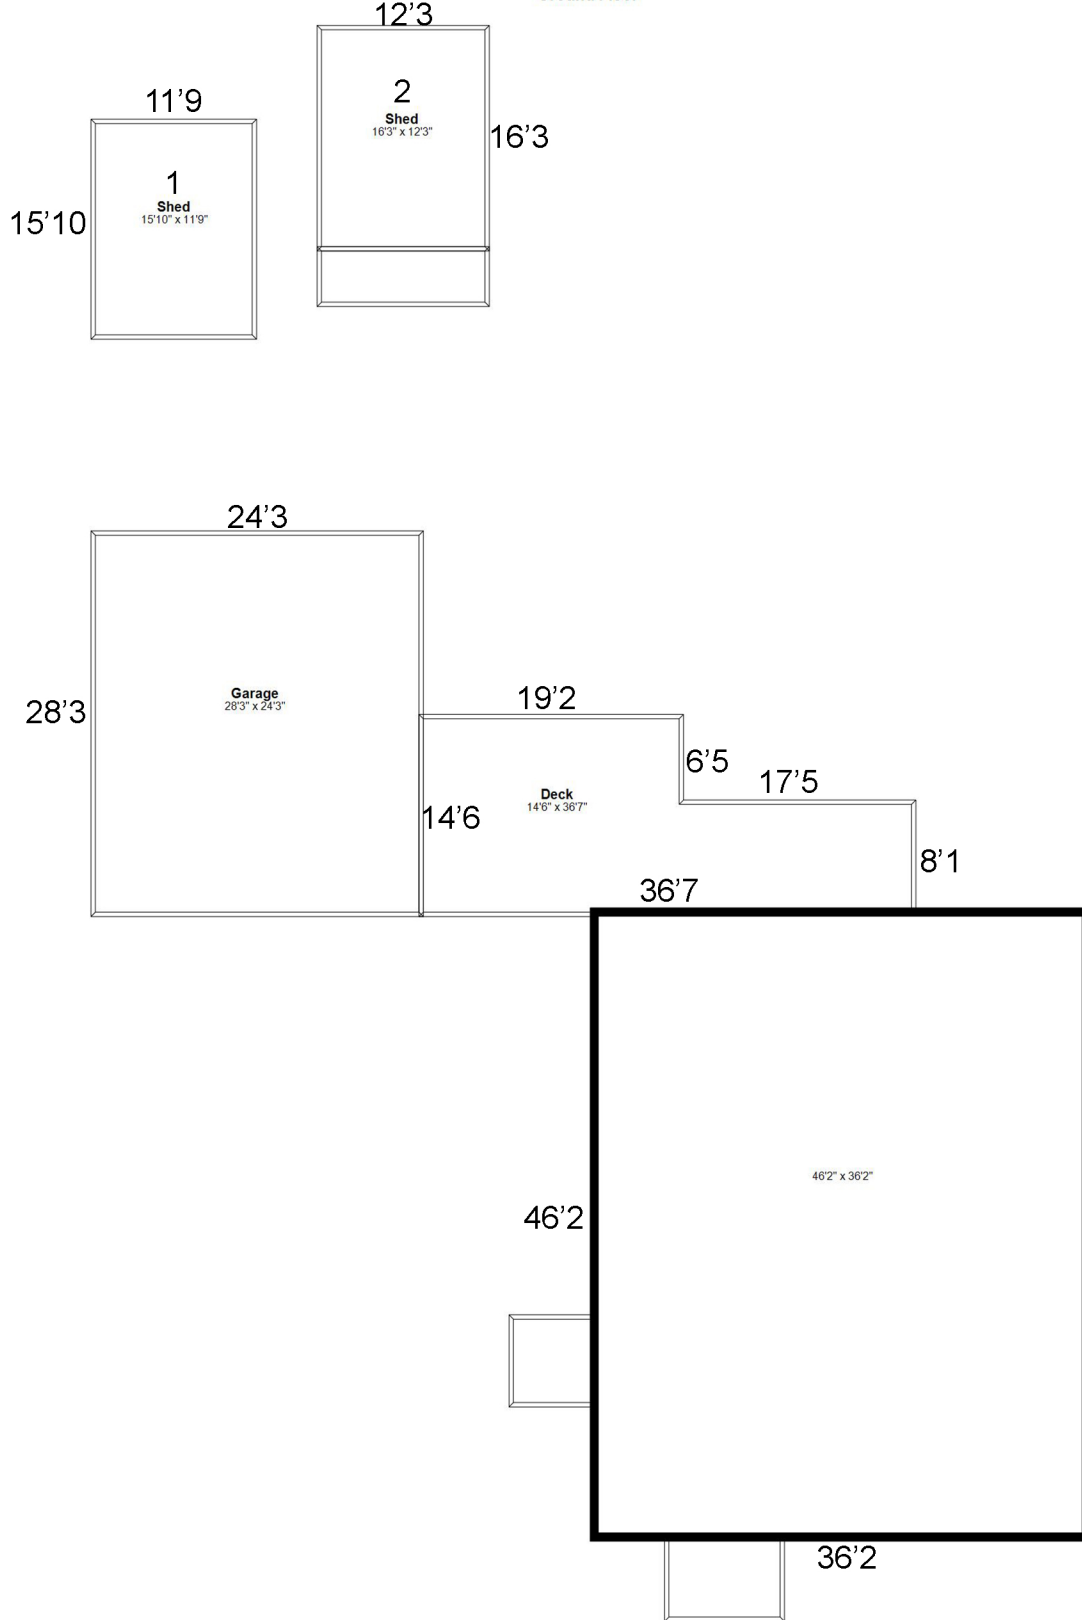 12’3
2
Shed
16'3" x 12'3"
16’3
11’9
1
Shed
15'10" x 11'9"
15’10
24’3
Garage
28'3" x 24'3"
28’3
19’2
6’5
17’5
Deck
14'6" x 36'7"
14’6
8’1
36’7
46'2" x 36'2"
46’2
36’2